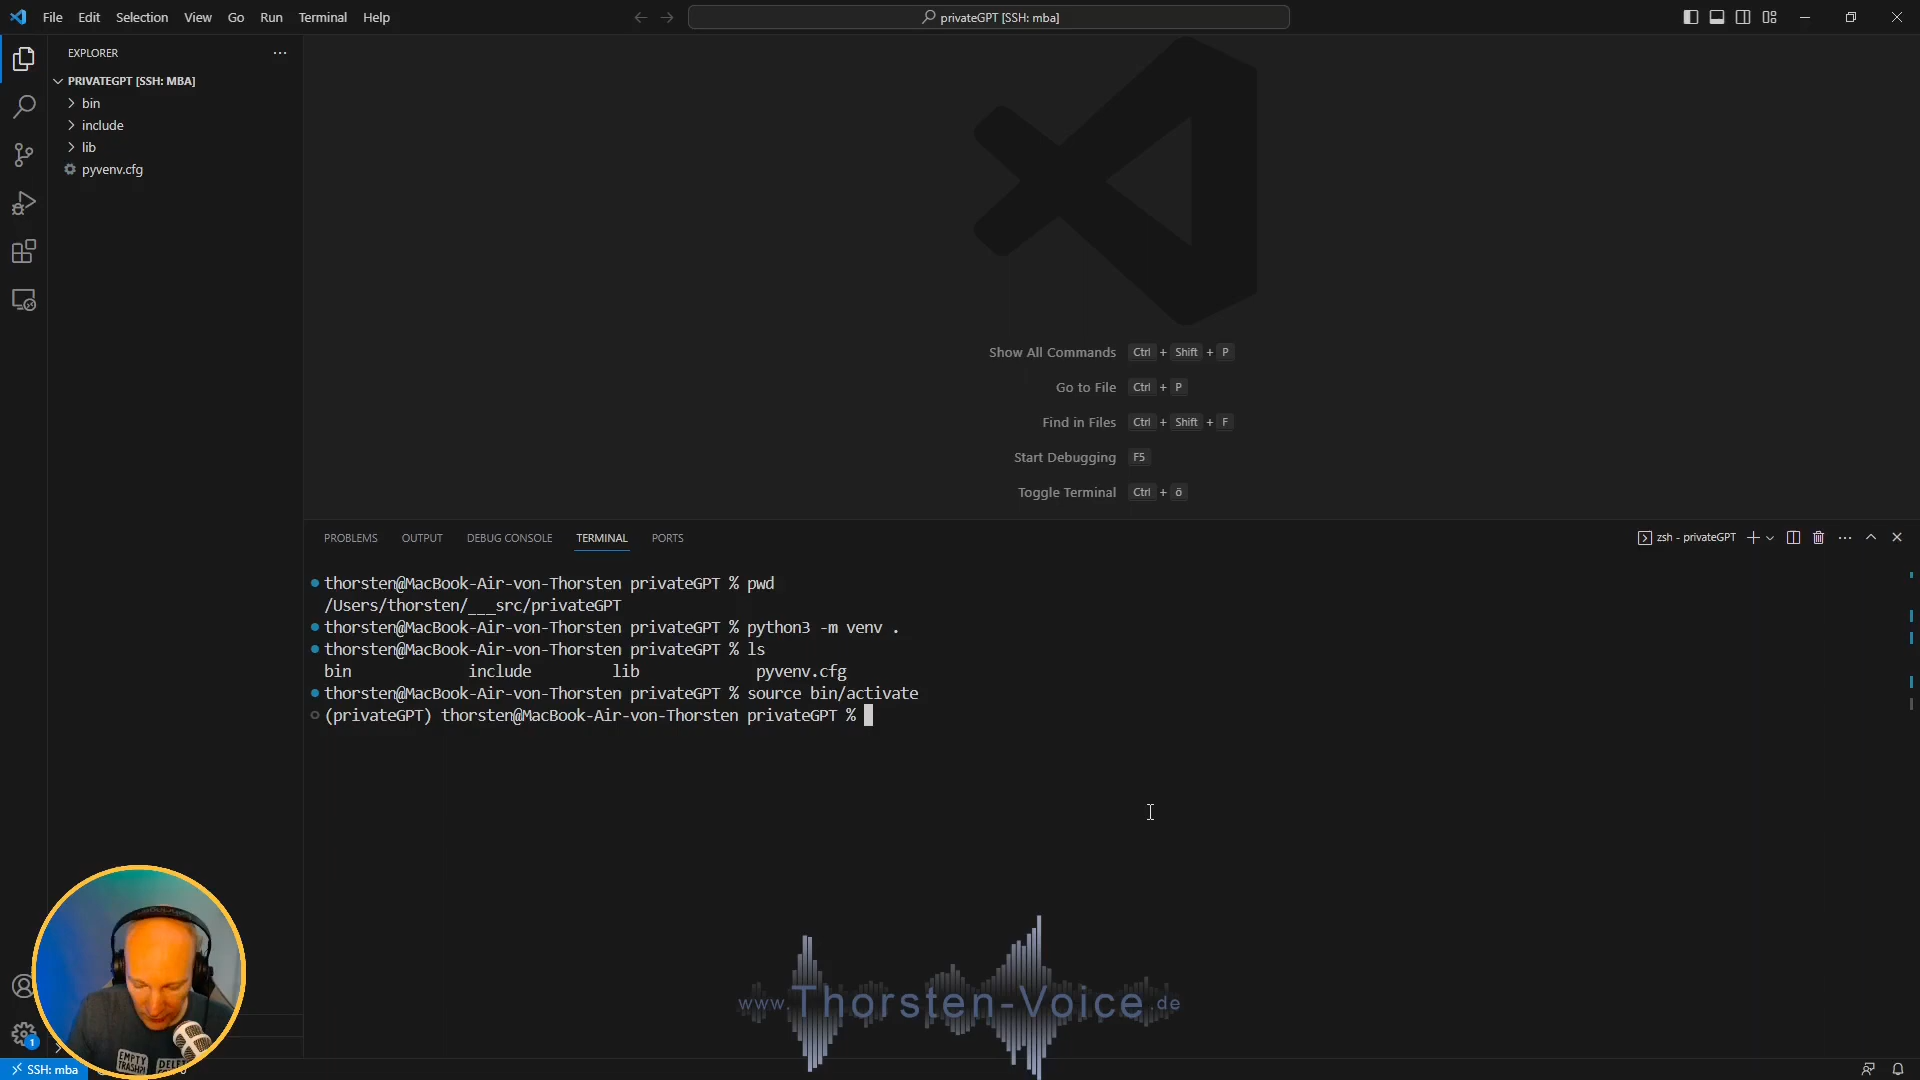 File Edit Selection View Go Run Terminal Help
privateGPT [SSH: mba]
EXPLORER
PRIVATEGPT [SSH: MBA]
bin
include
lib
pyvenv.cfg
Show All Commands Ctrl + Shift + P
Go to File Ctrl + P
Find in Files Ctrl + Shift + F
Start Debugging F5
Toggle Terminal Ctrl + ö
PROBLEMS OUTPUT DEBUG CONSOLE TERMINAL PORTS
zsh - privateGPT
thorsten@MacBook-Air-von-Thorsten privateGPT % pwd
/Users/thorsten/___src/privateGPT
thorsten@MacBook-Air-von-Thorsten privateGPT % python3 -m venv .
thorsten@MacBook-Air-von-Thorsten privateGPT % ls
bin include lib pyvenv.cfg
thorsten@MacBook-Air-von-Thorsten privateGPT % source bin/activate
(privateGPT) thorsten@MacBook-Air-von-Thorsten privateGPT %
www.Thorsten-Voice.de
1
EMPTY
TRASH?
SSH: mba